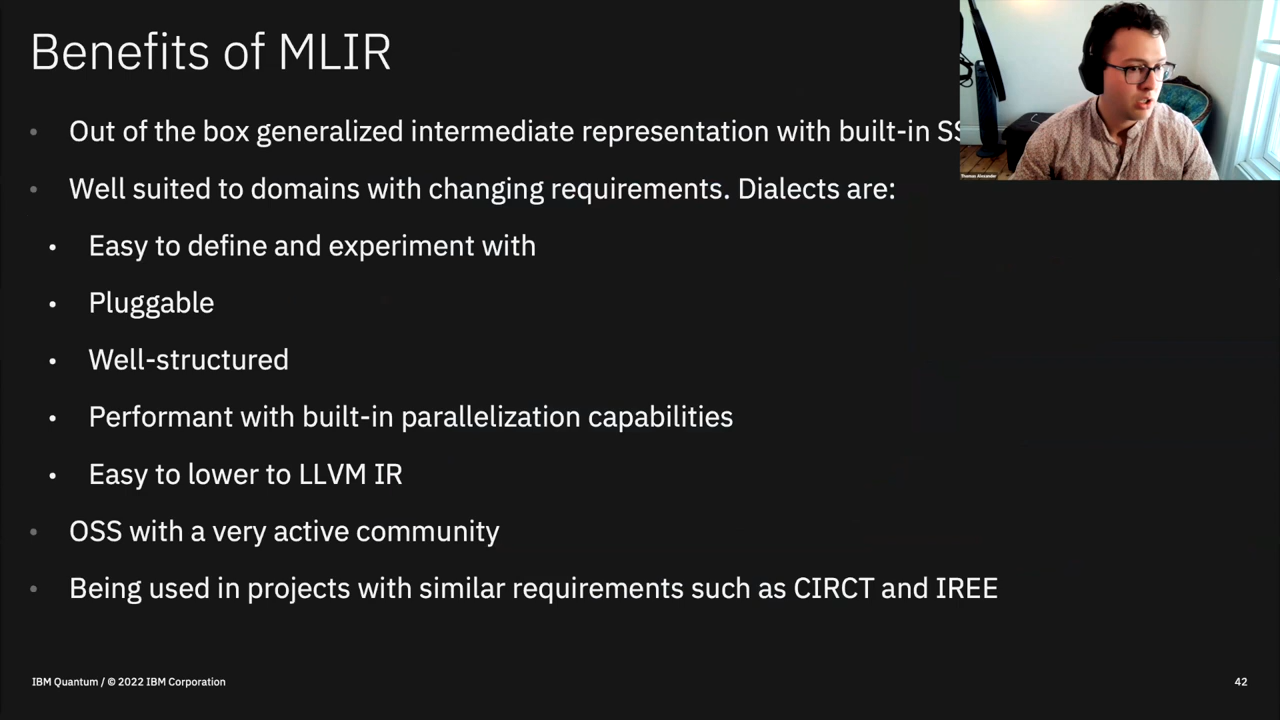 Benefits of MLIR
• Out of the box generalized intermediate representation with built-in
• Well suited to domains with changing requirements. Dialects are:
• Easy to define and experiment with
• Pluggable
• Well-structured
• Performant with built-in parallelization capabilities
• Easy to lower to LLVM IR
• OSS with a very active community
• Being used in projects with similar requirements such as CIRCT and IREE
Thomas Alexander
IBM Quantum / © 2022 IBM Corporation
42